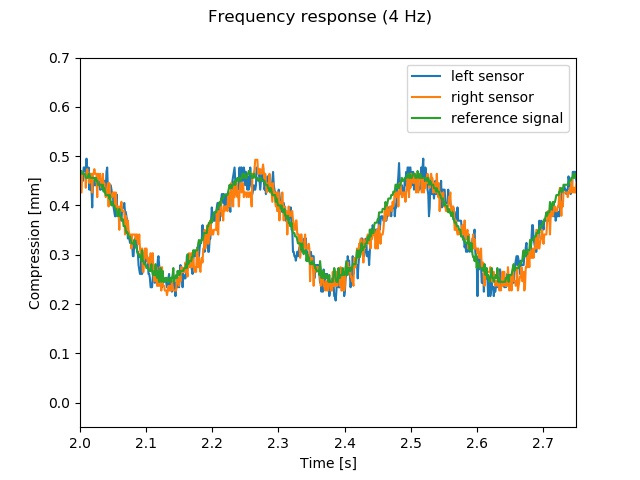 Frequency response (4 Hz)
left sensor
right sensor
reference signal
Compression [mm]
0.7
0.6
0.5
0.4
0.3
0.2
0.1
0.0
2.0 2.1 2.2 2.3 2.4 2.5 2.6 2.7
Time [s]